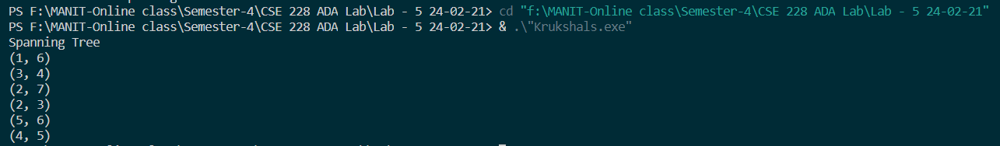 PS F:\MANIT-Online class\Semester-4\CSE 228 ADA Lab\Lab - 5 24-02-21> cd "f:\MANIT-Online class\Semester-4\CSE 228 ADA Lab\Lab - 5 24-02-21"
PS F:\MANIT-Online class\Semester-4\CSE 228 ADA Lab\Lab - 5 24-02-21> & .\"Krukshals.exe"
Spanning Tree
(1, 6)
(3, 4)
(2, 7)
(2, 3)
(5, 6)
(4, 5)